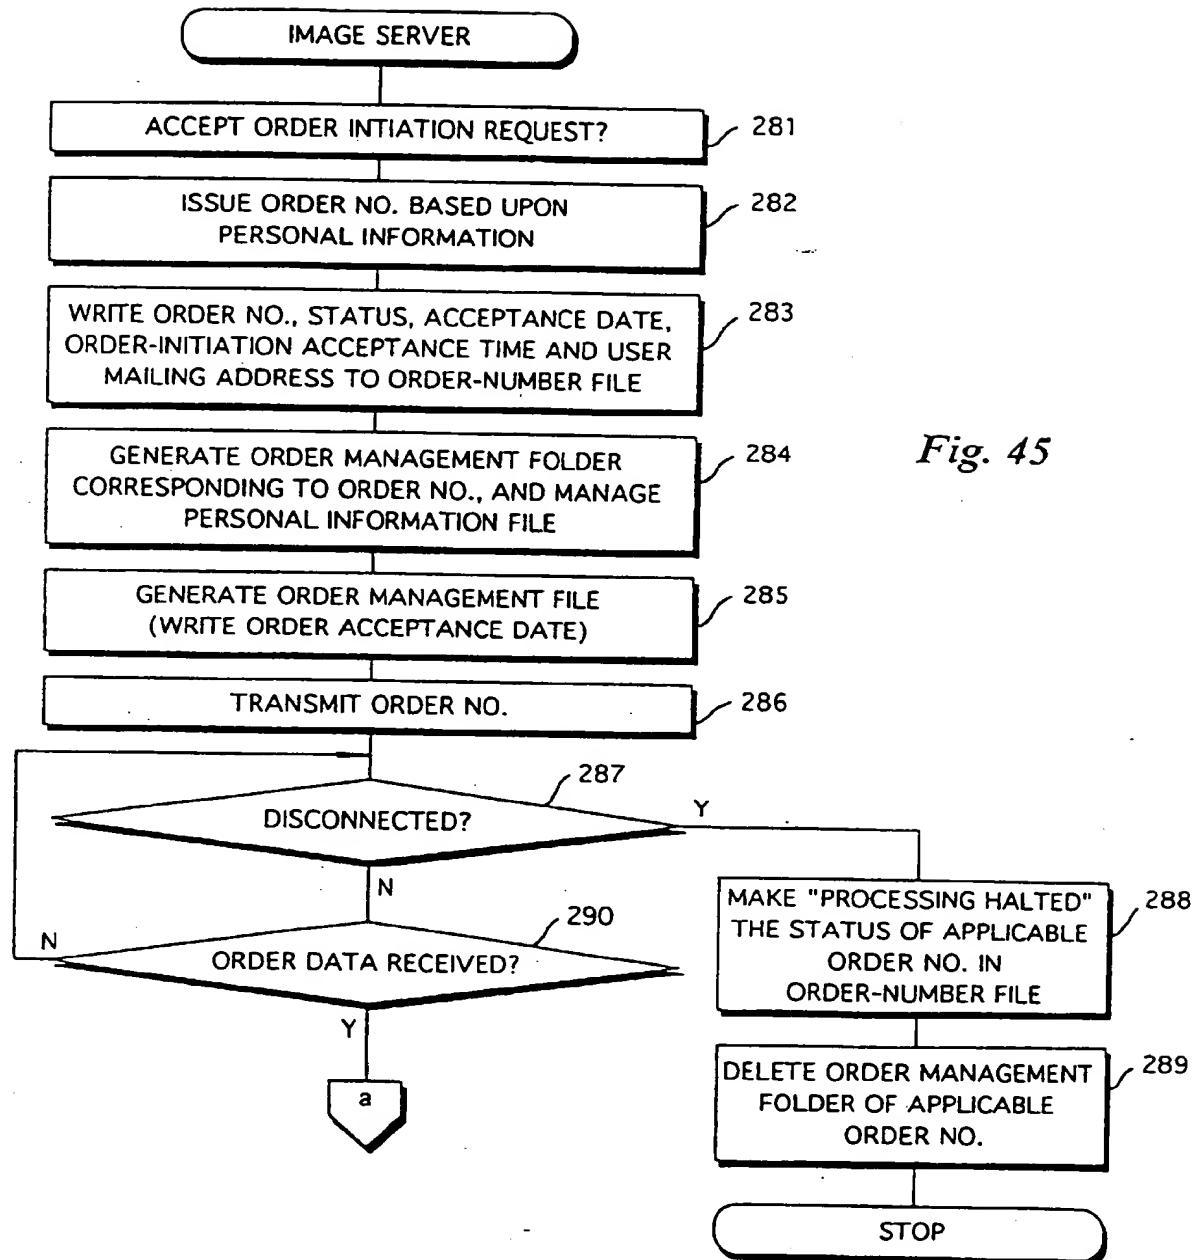 IMAGE SERVER
ACCEPT ORDER INTIATION REQUEST?
281
ISSUE ORDER NO. BASED UPON
PERSONAL INFORMATION
282
WRITE ORDER NO., STATUS, ACCEPTANCE DATE,
ORDER-INITIATION ACCEPTANCE TIME AND USER
MAILING ADDRESS TO ORDER-NUMBER FILE
283
GENERATE ORDER MANAGEMENT FOLDER
CORRESPONDING TO ORDER NO., AND MANAGE
PERSONAL INFORMATION FILE
284
Fig. 45
GENERATE ORDER MANAGEMENT FILE
(WRITE ORDER ACCEPTANCE DATE)
285
TRANSMIT ORDER NO.
286
287
DISCONNECTED?
Y
N
290
N
ORDER DATA RECEIVED?
Y
a
MAKE "PROCESSING HALTED"
THE STATUS OF APPLICABLE
ORDER NO. IN
ORDER-NUMBER FILE
288
DELETE ORDER MANAGEMENT
FOLDER OF APPLICABLE
ORDER NO.
289
STOP